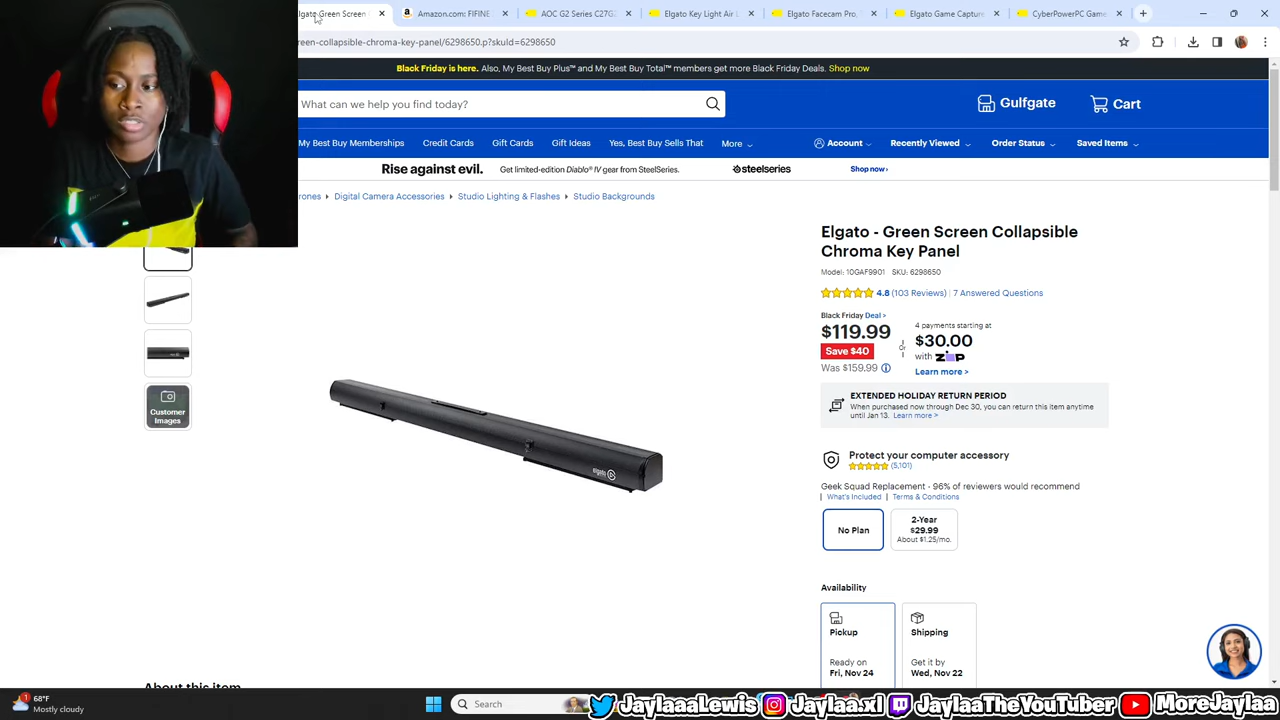 lgato Green Screen
Amazon.com: FIFINE
AOC G2 Series C27G
Elgato Key Light A
Elgato Facecam Pro,
Elgato Game Captur
CyberPowerPC Game
reen-collapsible-chroma-key-panel/6298650.p?skuId=6298650
Black Friday is here. Also, My Best Buy Plus™ and My Best Buy Total™ members get more Black Friday Deals. Shop now
What can we help you find today?
Gulfgate
Cart
My Best Buy Memberships
Credit Cards
Gift Cards
Gift Ideas
Yes, Best Buy Sells That
More
Account
Recently Viewed
Order Status
Saved Items
Rise against evil. Get limited-edition Diablo® IV gear from SteelSeries. steelseries Shop now›
rones
Digital Camera Accessories
Studio Lighting & Flashes
Studio Backgrounds
Elgato - Green Screen Collapsible
Chroma Key Panel
Model: 10GAF9901 SKU: 6298650
4.8 (103 Reviews) | 7 Answered Questions
Black Friday Deal >
$119.99
Save $40
Was $159.99
Or
4 payments starting at
$30.00
with ZIP
Learn more >
EXTENDED HOLIDAY RETURN PERIOD
When purchased now through Dec 30, you can return this item anytime
until Jan 13. Learn more >
Protect your computer accessory
(5,101)
Geek Squad Replacement · 96% of reviewers would recommend
| What's Included | Terms & Conditions
No Plan
2-Year
$29.99
About $1.25/mo.
Availability
Pickup
Ready on
Fri, Nov 24
Shipping
Get it by
Wed, Nov 22
Customer
Images
elgato
About this item
1
68°F
Mostly cloudy
Search
JaylaaaLewis
Jaylaa.xl
JaylaaTheYouTuber
MoreJaylaa